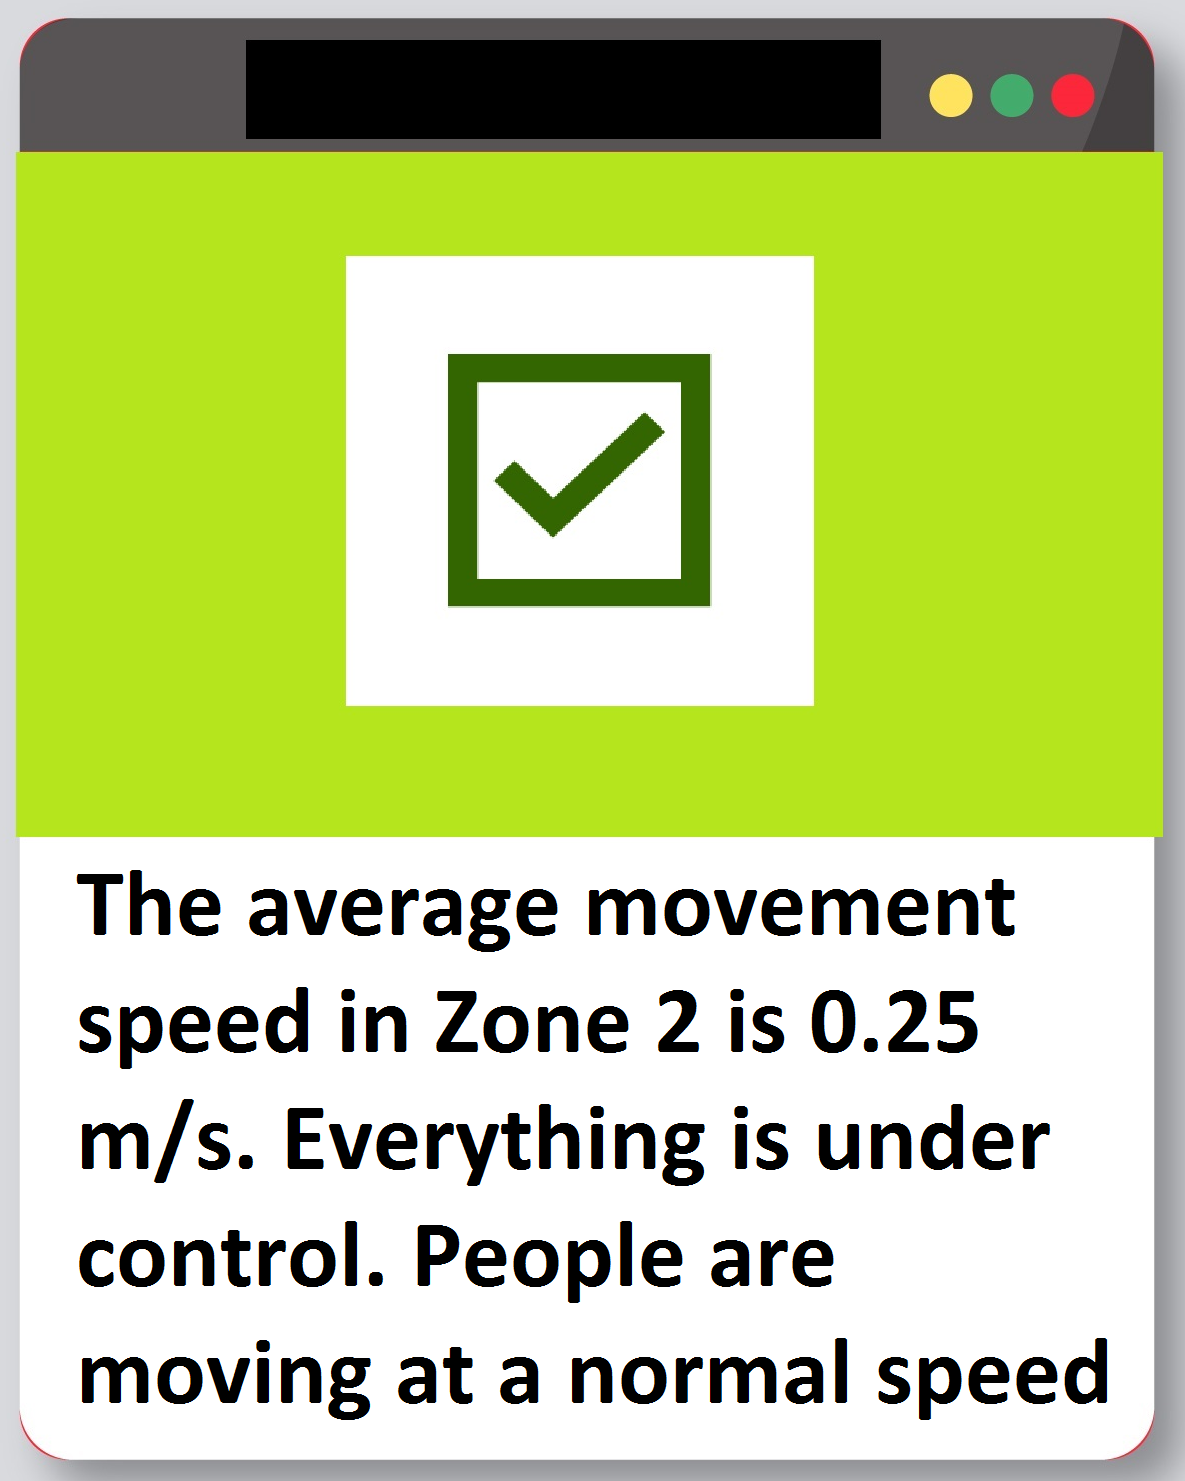 The average movement
speed in Zone 2 is 0.25
m/s. Everything is under
control. People are
moving at a normal speed